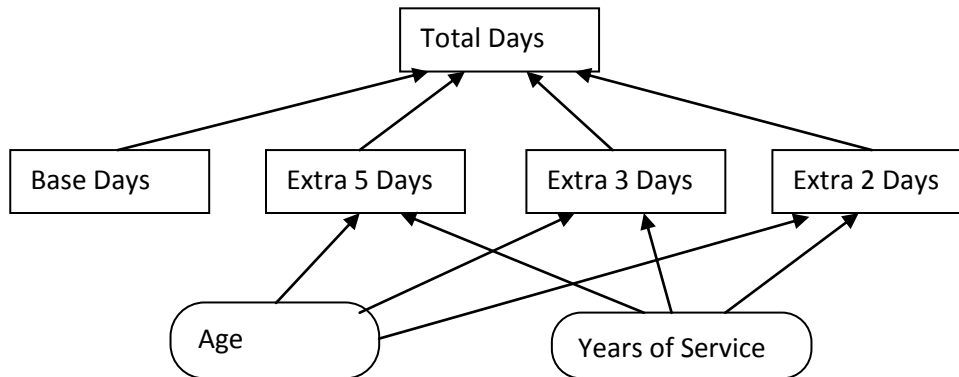 Total Days
Base Days
Extra 5 Days
Extra 3 Days
Extra 2 Days
Age
Years of Service